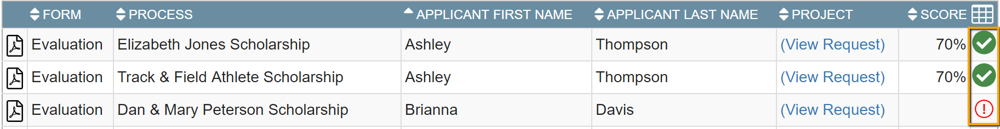 FORM PROCESS APPLICANT FIRST NAME APPLICANT LAST NAME PROJECT SCORE
Evaluation Elizabeth Jones Scholarship Ashley Thompson (View Request) 70%
Evaluation Track & Field Athlete Scholarship Ashley Thompson (View Request) 70%
Evaluation Dan & Mary Peterson Scholarship Brianna Davis (View Request)